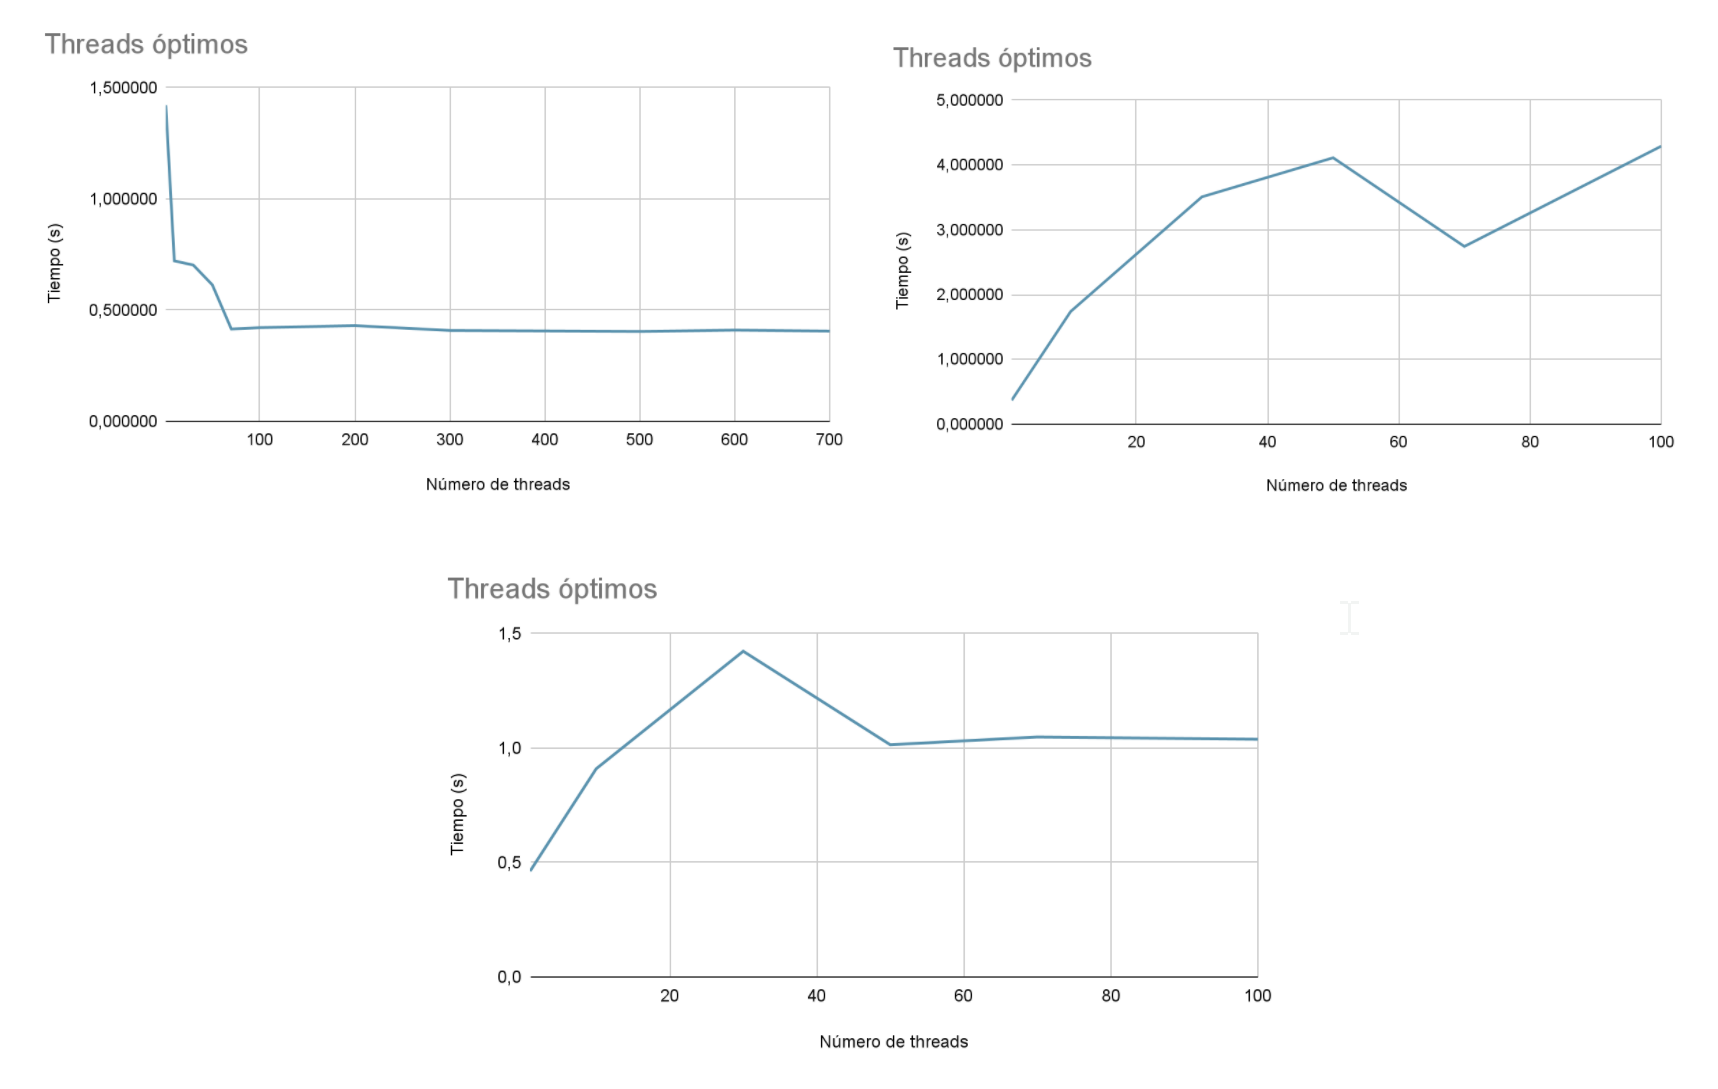 Threads óptimos
1,500000
1,000000
0,500000
0,000000
Tiempo (s)
100 200 300 400 500 600 700
Número de threads
Threads óptimos
5,000000
4,000000
3,000000
2,000000
1,000000
0,000000
Tiempo (s)
20 40 60 80 100
Número de threads
Threads óptimos
1,5
1,0
0,5
0,0
Tiempo (s)
20 40 60 80 100
Número de threads